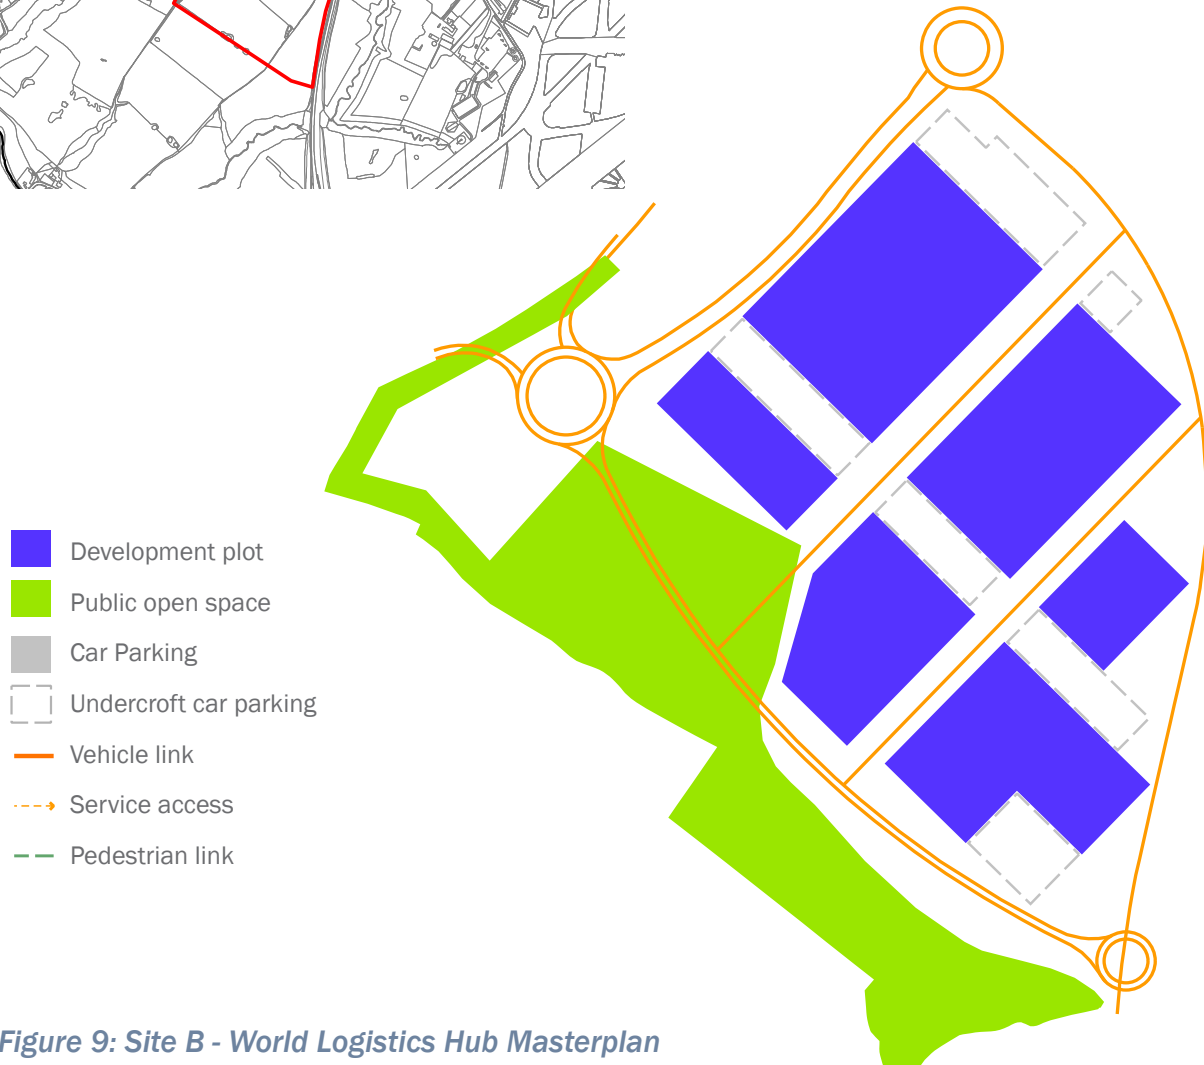 Development plot
Public open space
Car Parking
Undercroft car parking
Vehicle link
Service access
Pedestrian link
Figure 9: Site B - World Logistics Hub Masterplan